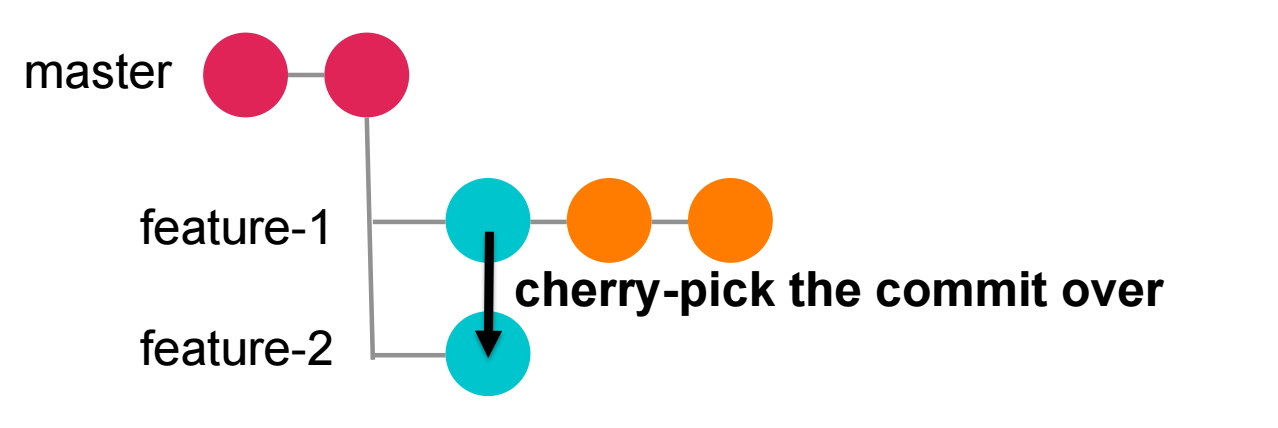 master
feature-1
cherry-pick the commit over
feature-2